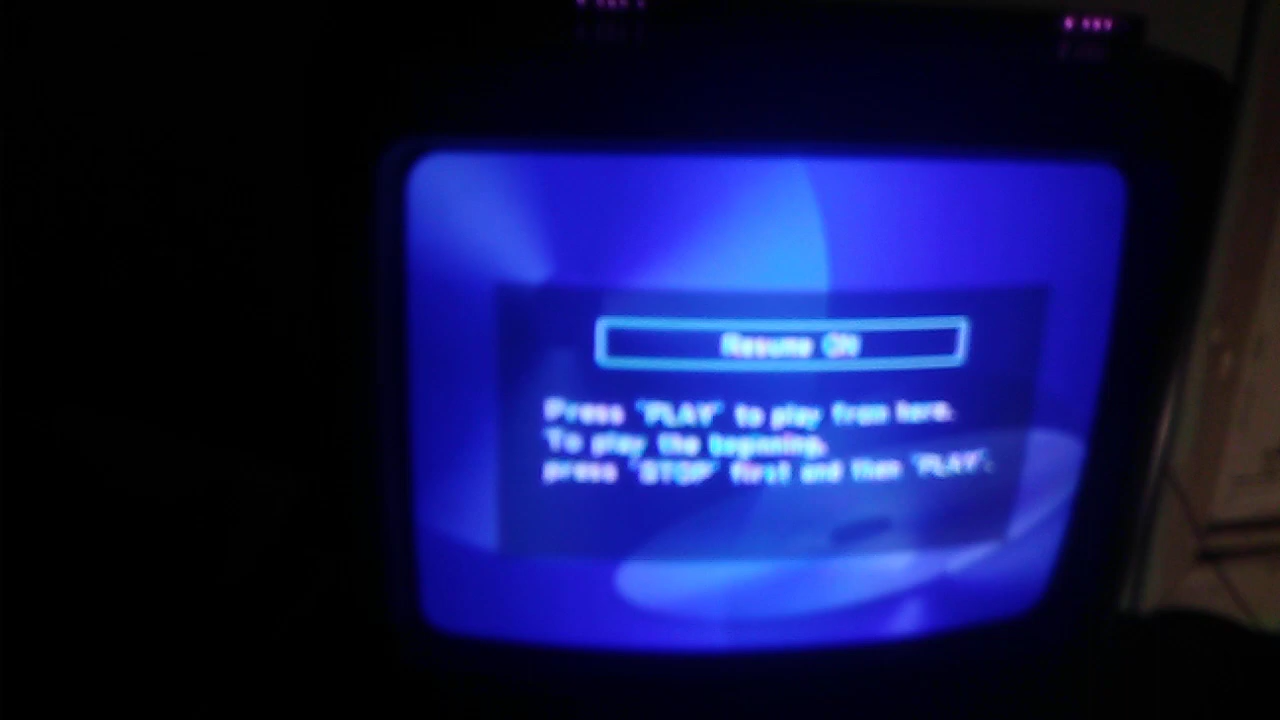 Resume ON
Press 'PLAY' to play from here.
To play the beginning,
press 'STOP' first and then 'PLAY'.